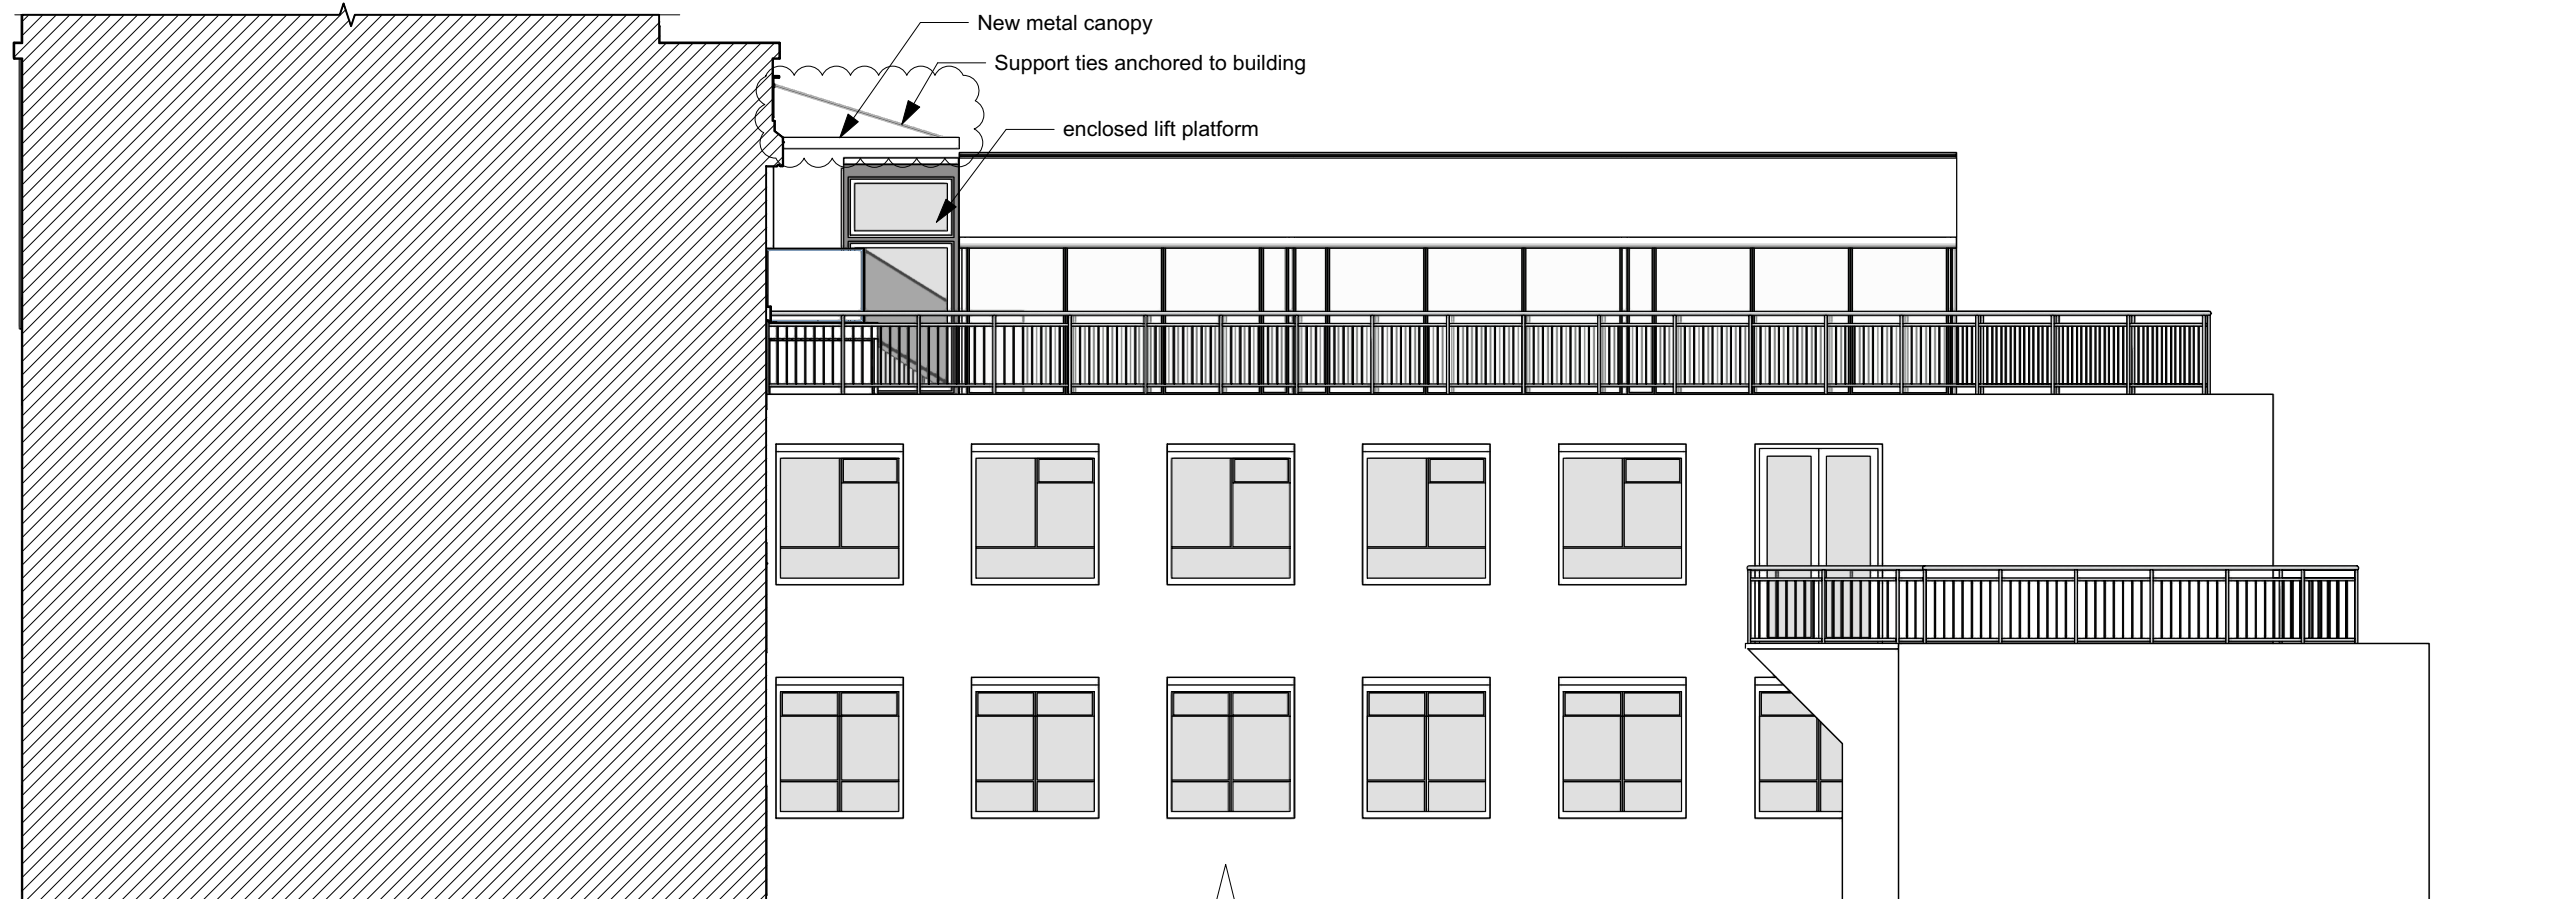 New metal canopy
Support ties anchored to building
enclosed lift platform